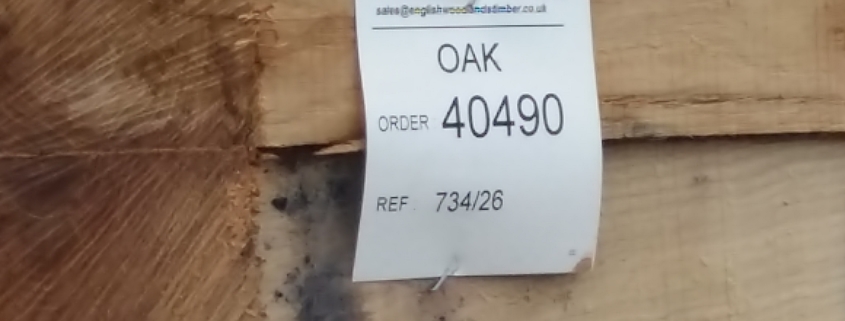 sales@englishwoodlandstimber.co.uk
OAK
ORDER 40490
REF. 734/26